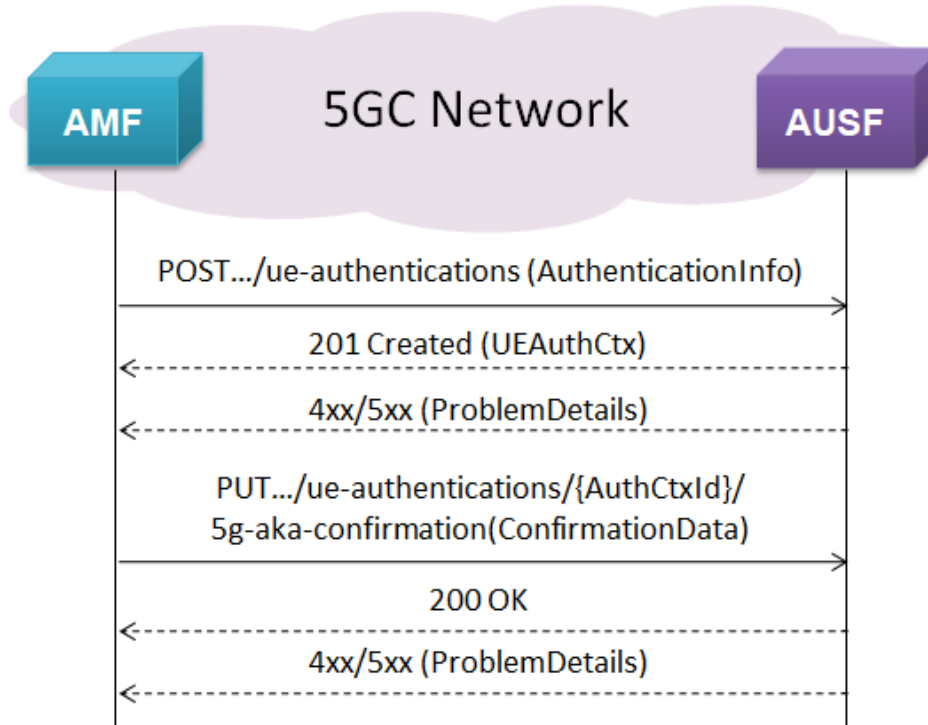 5GC Network
AMF
AUSF
POST.../ue-authentications (AuthenticationInfo)
201 Created (UEAuthCtx)
4xx/5xx (ProblemDetails)
PUT.../ue-authentications/{AuthCtxId}/
5g-aka-confirmation(ConfirmationData)
200 OK
4xx/5xx (ProblemDetails)